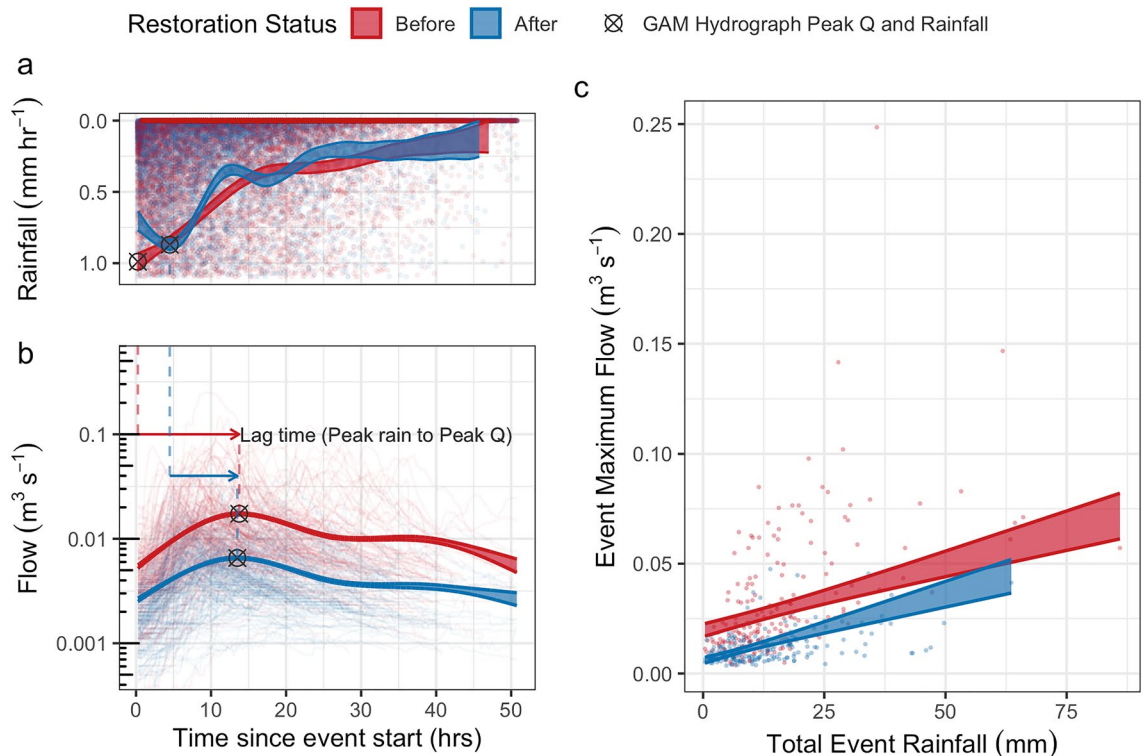 Restoration Status Before After GAM Hydrograph Peak Q and Rainfall
a
Rainfall (mm hr⁻¹)
0.0
0.5
1.0
b
Flow (m³ s⁻¹)
0.1
0.01
0.001
Lag time (Peak rain to Peak Q)
0 10 20 30 40 50
Time since event start (hrs)
c
Event Maximum Flow (m³ s⁻¹)
0.25
0.20
0.15
0.10
0.05
0.00
0 25 50 75
Total Event Rainfall (mm)